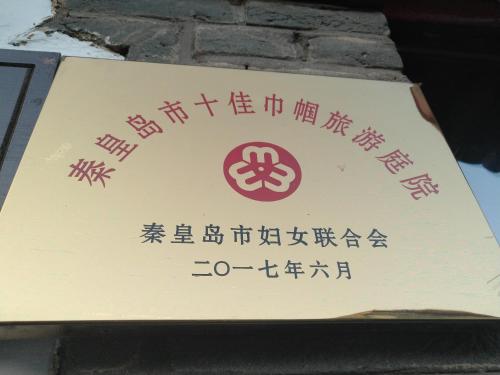 秦皇岛市十佳巾帼旅游庭院
秦皇岛市妇女联合会
二〇一七年六月